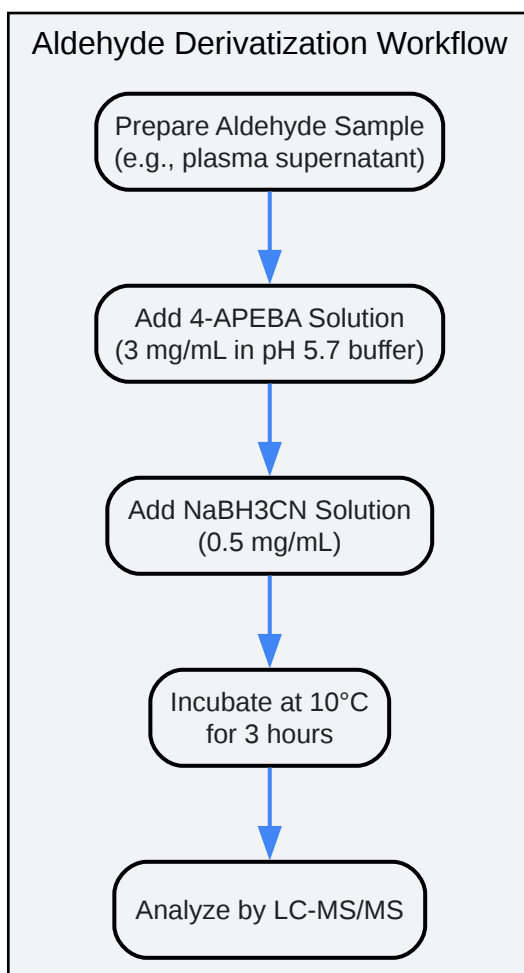 Aldehyde Derivatization Workflow
Prepare Aldehyde Sample
(e.g., plasma supernatant)
Add 4-APEBA Solution
(3 mg/mL in pH 5.7 buffer)
Add NaBH3CN Solution
(0.5 mg/mL)
Incubate at 10°C
for 3 hours
Analyze by LC-MS/MS